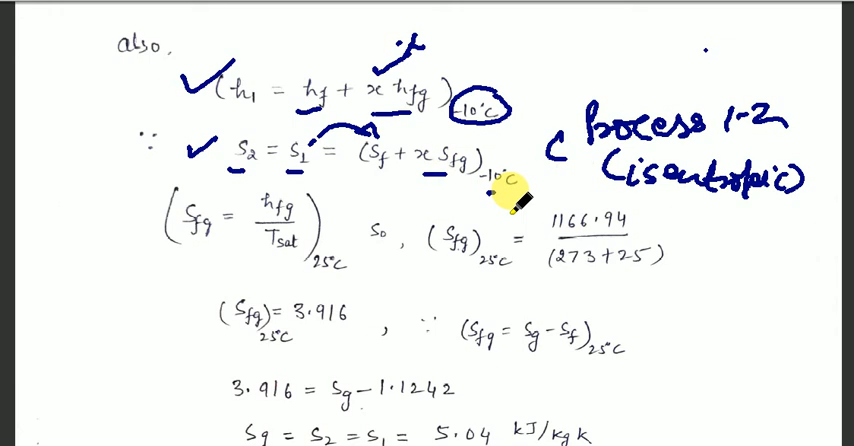 also,
(h₁ = hf + x hfg)-10°C
∵ S₂ = S₁ = (Sf + x Sfg)-10°C
( Process 1-2
(isentropic)
(Sfg = hfg/Tsat)25°C so, (Sfg)25°C = 1166.94/(273+25)
(Sfg)25°C = 3.916 , ∵ (Sfg = Sg - Sf)25°C
3.916 = Sg - 1.1242
Sg = S₂ = S₁ = 5.04 kJ/kg K